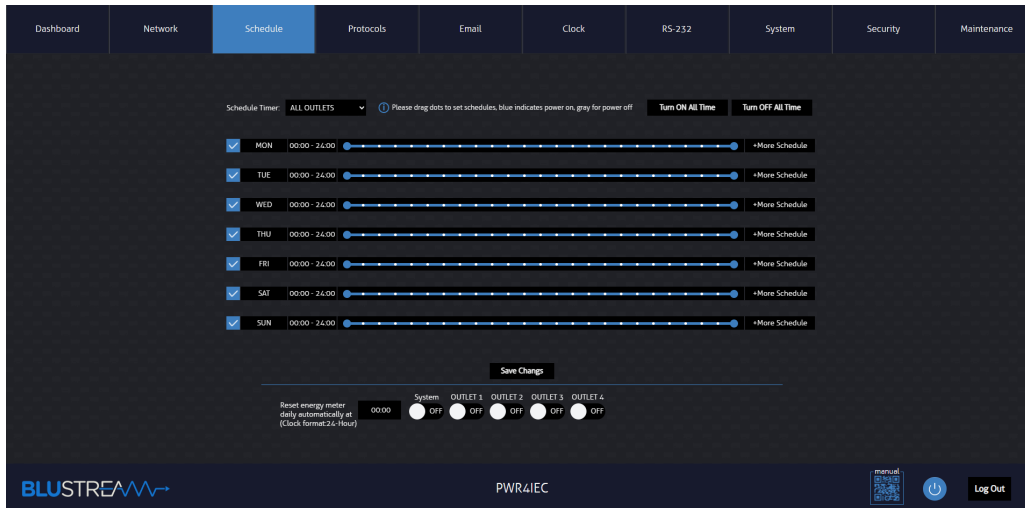 Dashboard Network Schedule Protocols Email Clock RS-232 System Security Maintenance
Schedule Timer: ALL OUTLETS Please drag dots to set schedules, blue indicates power on, gray for power off Turn ON All Time Turn OFF All Time
MON 00:00 - 24:00 +More Schedule
TUE 00:00 - 24:00 +More Schedule
WED 00:00 - 24:00 +More Schedule
THU 00:00 - 24:00 +More Schedule
FRI 00:00 - 24:00 +More Schedule
SAT 00:00 - 24:00 +More Schedule
SUN 00:00 - 24:00 +More Schedule
Save Changs
System OUTLET 1 OUTLET 2 OUTLET 3 OUTLET 4
Reset energy meter
daily automatically at 00:00 OFF OFF OFF OFF OFF
(Clock format:24-Hour)
manual
BLUSTREAM PWR4IEC Log Out